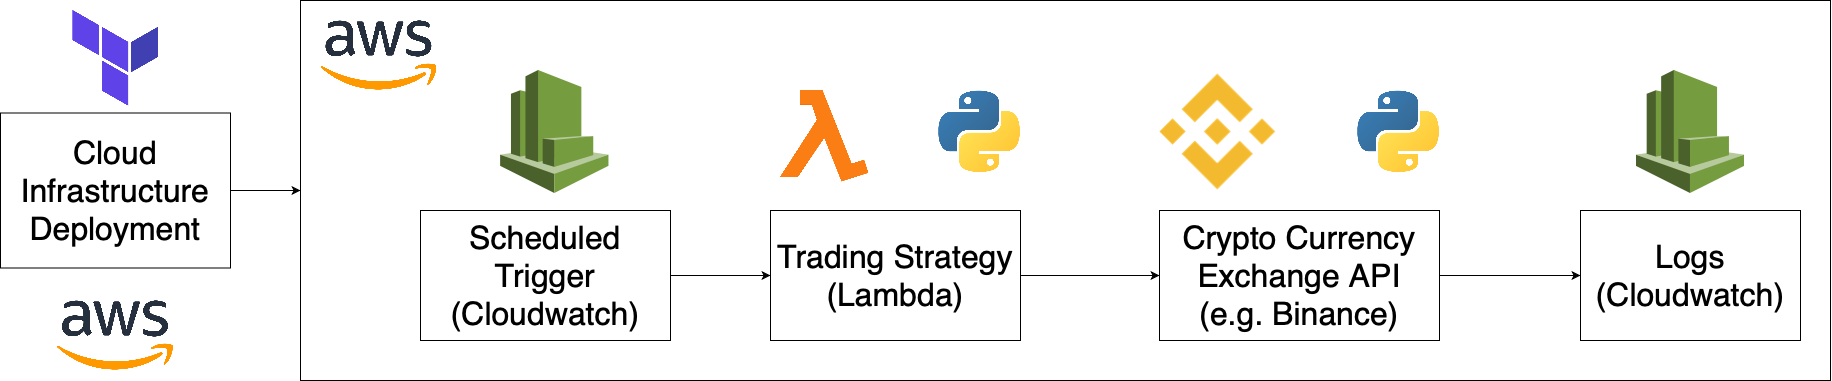 Cloud
Infrastructure
Deployment
aws
aws
Scheduled
Trigger
(Cloudwatch)
Trading Strategy
(Lambda)
Crypto Currency
Exchange API
(e.g. Binance)
Logs
(Cloudwatch)